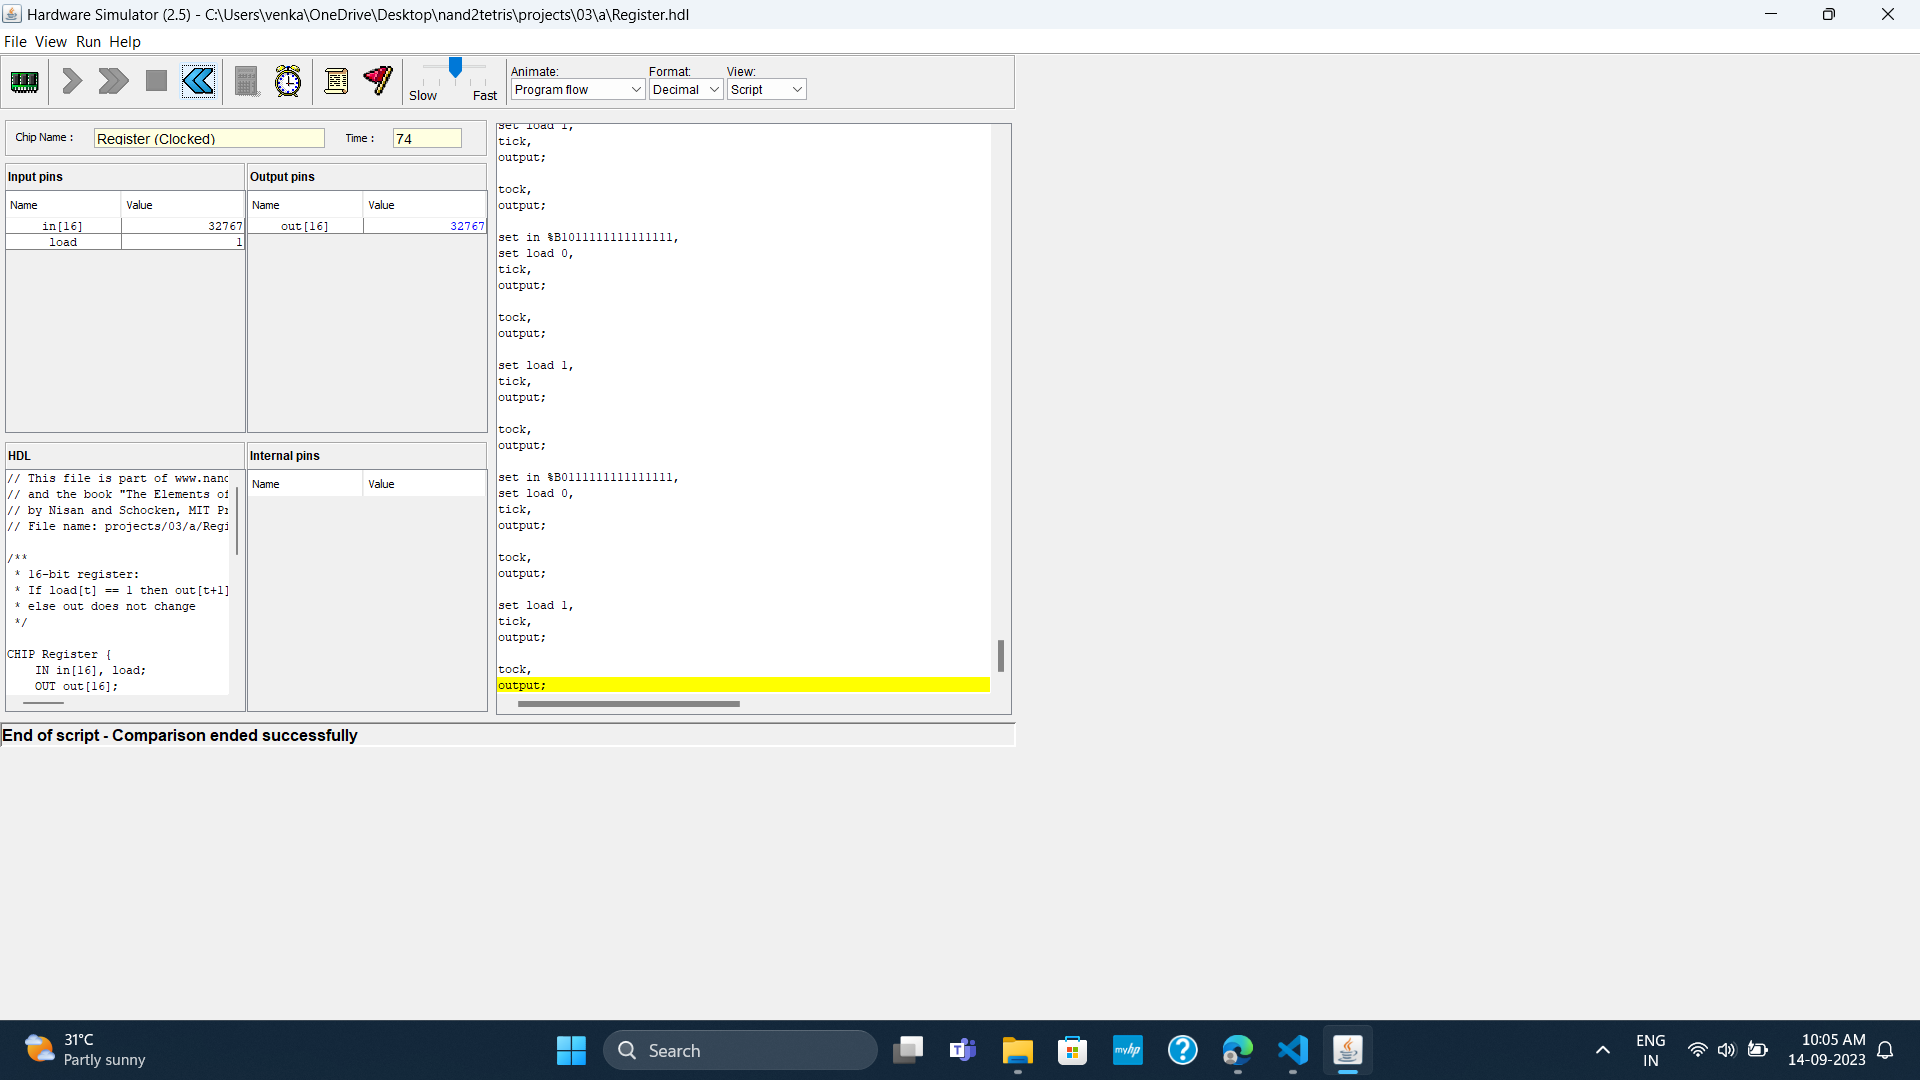 Hardware Simulator (2.5) - C:\Users\venka\OneDrive\Desktop\nand2tetris\projects\03\a\Register.hdl
File View Run Help
Slow Fast
Animate: Format: View:
Program flow Decimal Script
Chip Name : Register (Clocked) Time : 74
Input pins
Name Value
in[16] 32767
load 1
Output pins
Name Value
out[16] 32767
HDL
// This file is part of www.nand
// and the book "The Elements of
// by Nisan and Schocken, MIT Pr
// File name: projects/03/a/Regi
/**
* 16-bit register:
* If load[t] == 1 then out[t+1]
* else out does not change
*/
CHIP Register {
IN in[16], load;
OUT out[16];
Internal pins
Name Value
set load 1,
tick,
output;
tock,
output;
set in %B1011111111111111,
set load 0,
tick,
output;
tock,
output;
set load 1,
tick,
output;
tock,
output;
set in %B0111111111111111,
set load 0,
tick,
output;
tock,
output;
set load 1,
tick,
output;
tock,
output;
End of script - Comparison ended successfully
31°C
Partly sunny
Search
myhp
ENG
IN
10:05 AM
14-09-2023